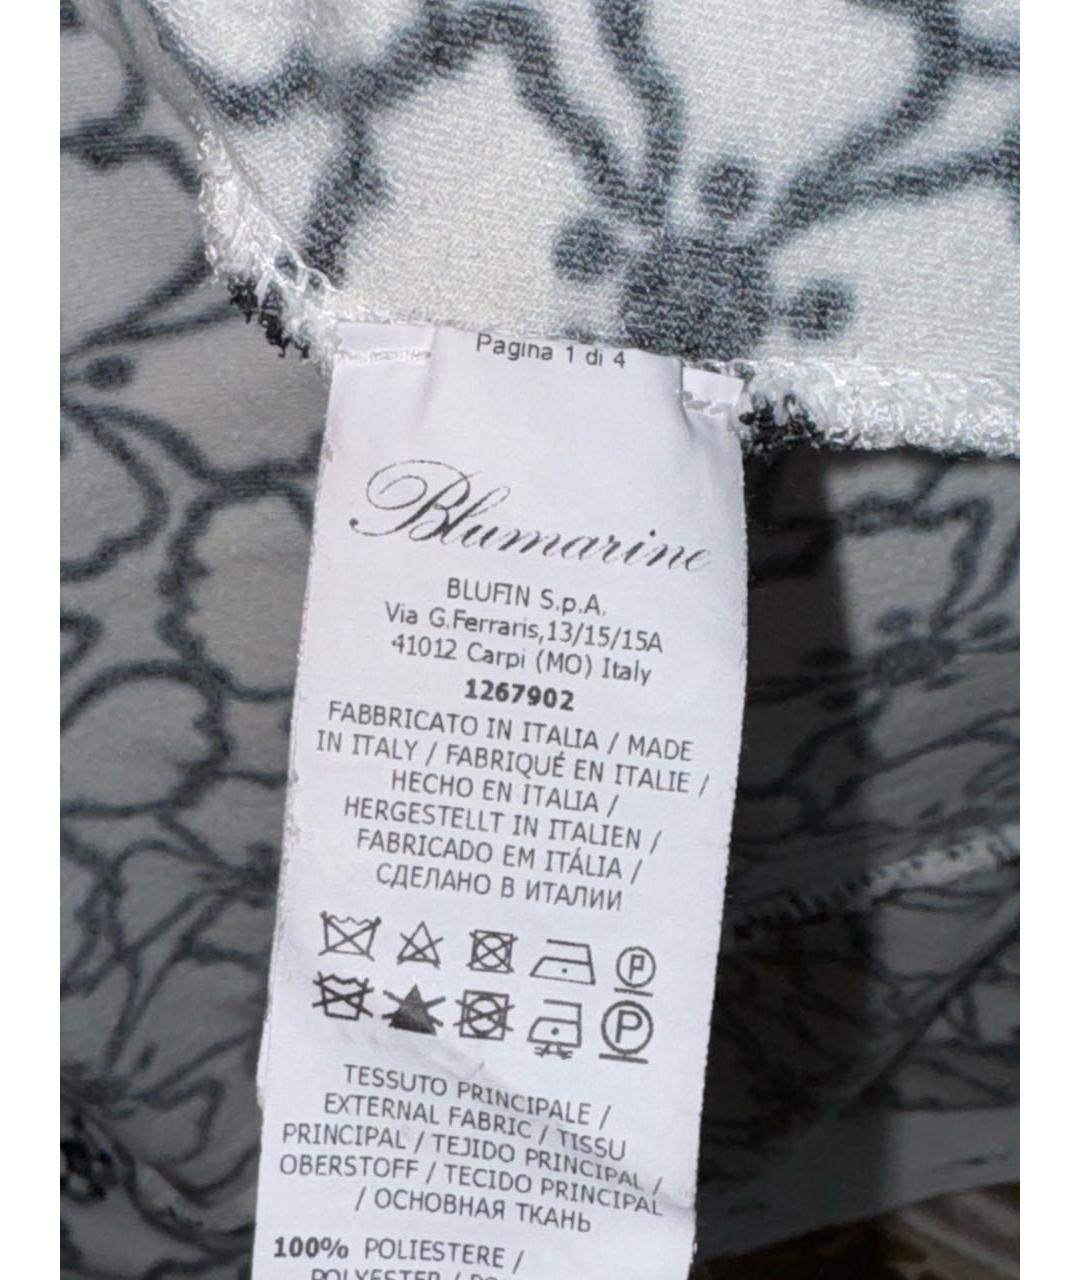 Pagina 1 di 4
Blumarine
BLUFIN S.p.A.
Via G.Ferraris,13/15/15A
41012 Carpi (MO) Italy
1267902
FABBRICATO IN ITALIA / MADE
IN ITALY / FABRIQUÉ EN ITALIE /
HECHO EN ITALIA /
HERGESTELLT IN ITALIEN /
FABRICADO EM ITÁLIA /
СДЕЛАНО В ИТАЛИИ
P
P
TESSUTO PRINCIPALE /
EXTERNAL FABRIC / TISSU
PRINCIPAL / TEJIDO PRINCIPAL /
OBERSTOFF / TECIDO PRINCIPAL
/ ОСНОВНАЯ ТКАНЬ
100% POLIESTERE /
POLYESTER /